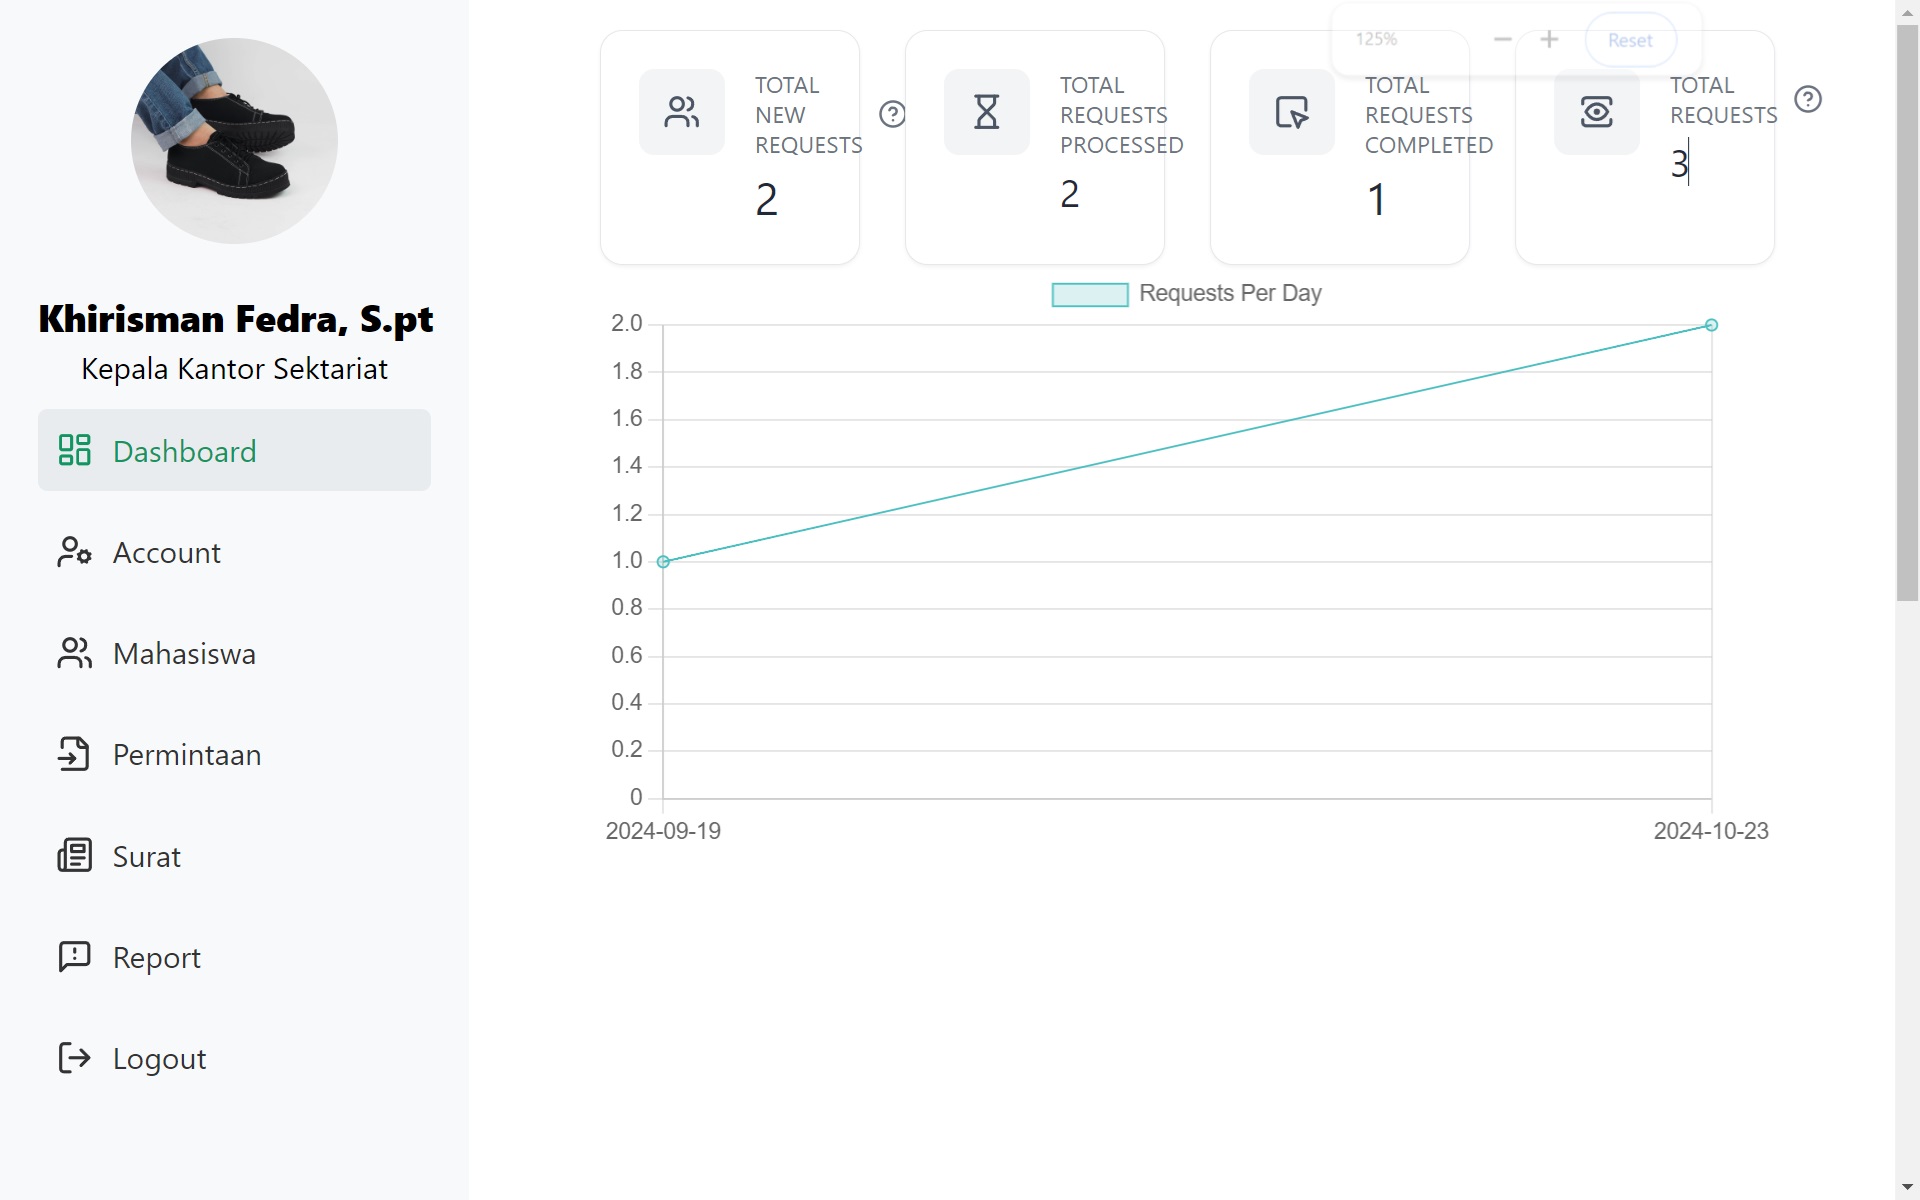 Khirisman Fedra, S.pt
Kepala Kantor Sektariat
Dashboard
Account
Mahasiswa
Permintaan
Surat
Report
Logout
125%
Reset
TOTAL
NEW
REQUESTS
2
TOTAL
REQUESTS
PROCESSED
2
TOTAL
REQUESTS
COMPLETED
1
TOTAL
REQUESTS
3
Requests Per Day
2.0
1.8
1.6
1.4
1.2
1.0
0.8
0.6
0.4
0.2
0
2024-09-19
2024-10-23